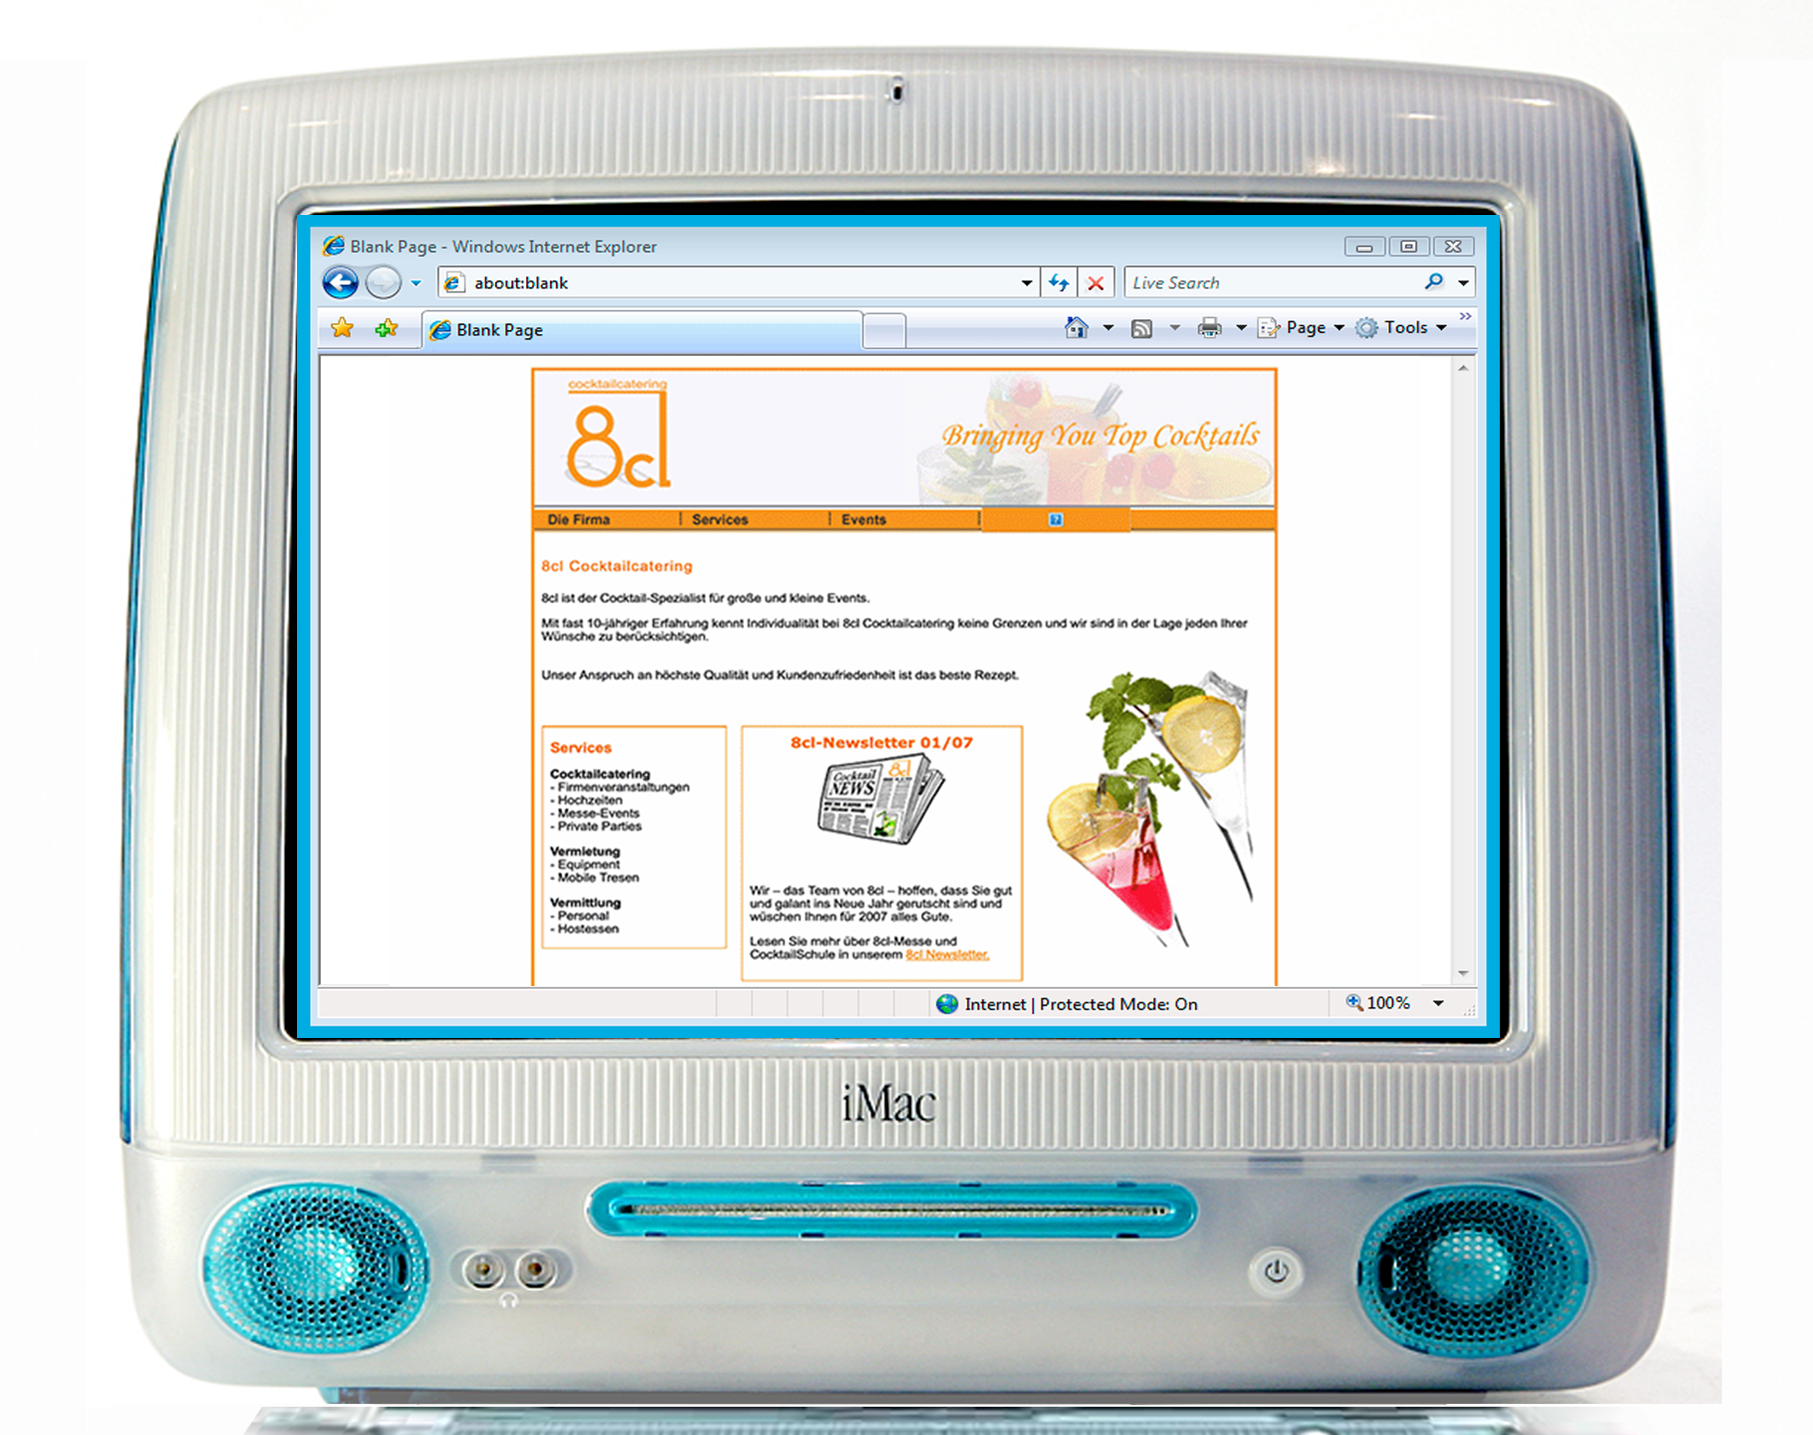 Blank Page - Windows Internet Explorer
about:blank
Live Search
Blank Page
Page
Tools
cocktailcatering
8cl
Bringing You Top Cocktails
Die Firma | Services | Events |
8cl Cocktailcatering
8cl ist der Cocktail-Spezialist für große und kleine Events.
Mit fast 10-jähriger Erfahrung kennt Individualität bei 8cl Cocktailcatering keine Grenzen und wir sind in der Lage jeden Ihrer
Wünsche zu berücksichtigen.
Unser Anspruch an höchste Qualität und Kundenzufriedenheit ist das beste Rezept.
Services
Cocktailcatering
- Firmenveranstaltungen
- Hochzeiten
- Messe-Events
- Private Parties
Vermietung
- Equipment
- Mobile Tresen
Vermittlung
- Personal
- Hostessen
8cl-Newsletter 01/07
Cocktail
NEWS
8cl
Wir – das Team von 8cl – hoffen, dass Sie gut
und galant ins Neue Jahr gerutscht sind und
wüschen Ihnen für 2007 alles Gute.
Lesen Sie mehr über 8cl-Messe und
CocktailSchule in unserem 8cl Newsletter.
Internet | Protected Mode: On
100%
iMac